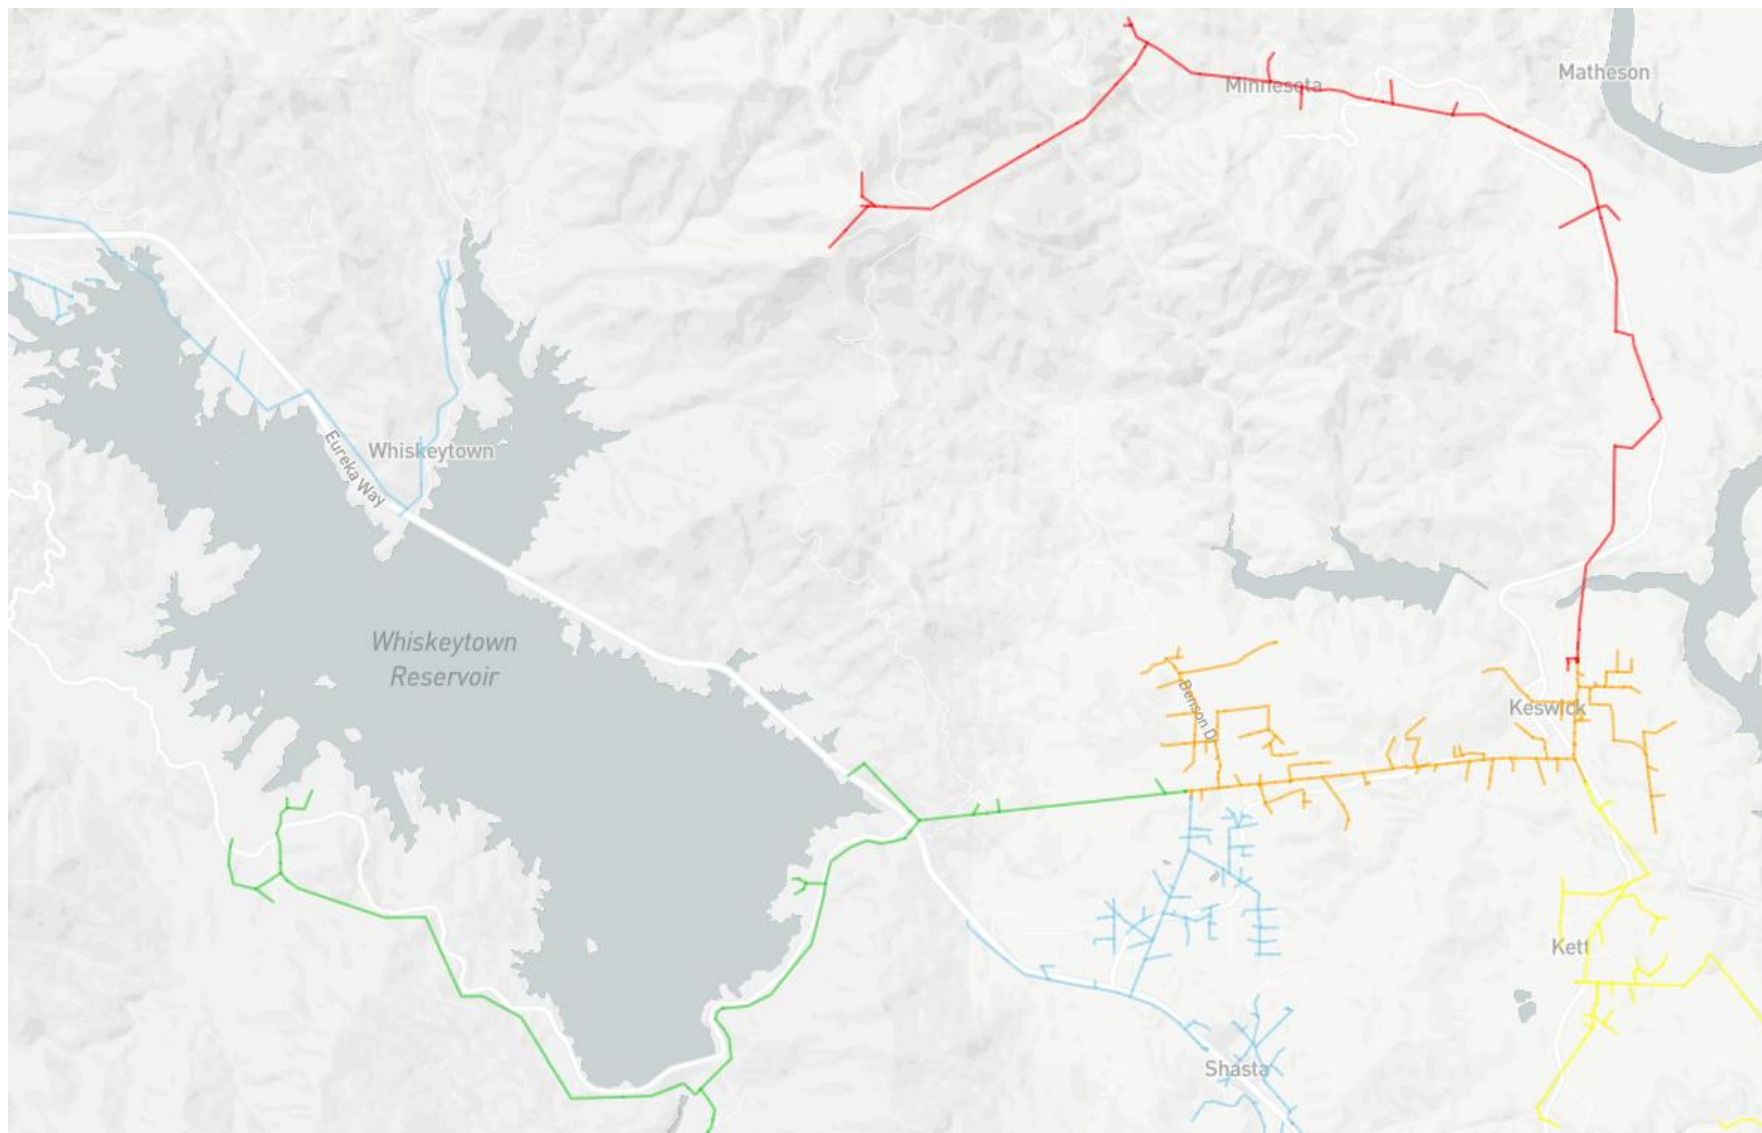 Matheson
Minnesota
Eureka Way
Whiskeytown
Whiskeytown
Reservoir
Benson Dr
Keswick
Kett
Shasta